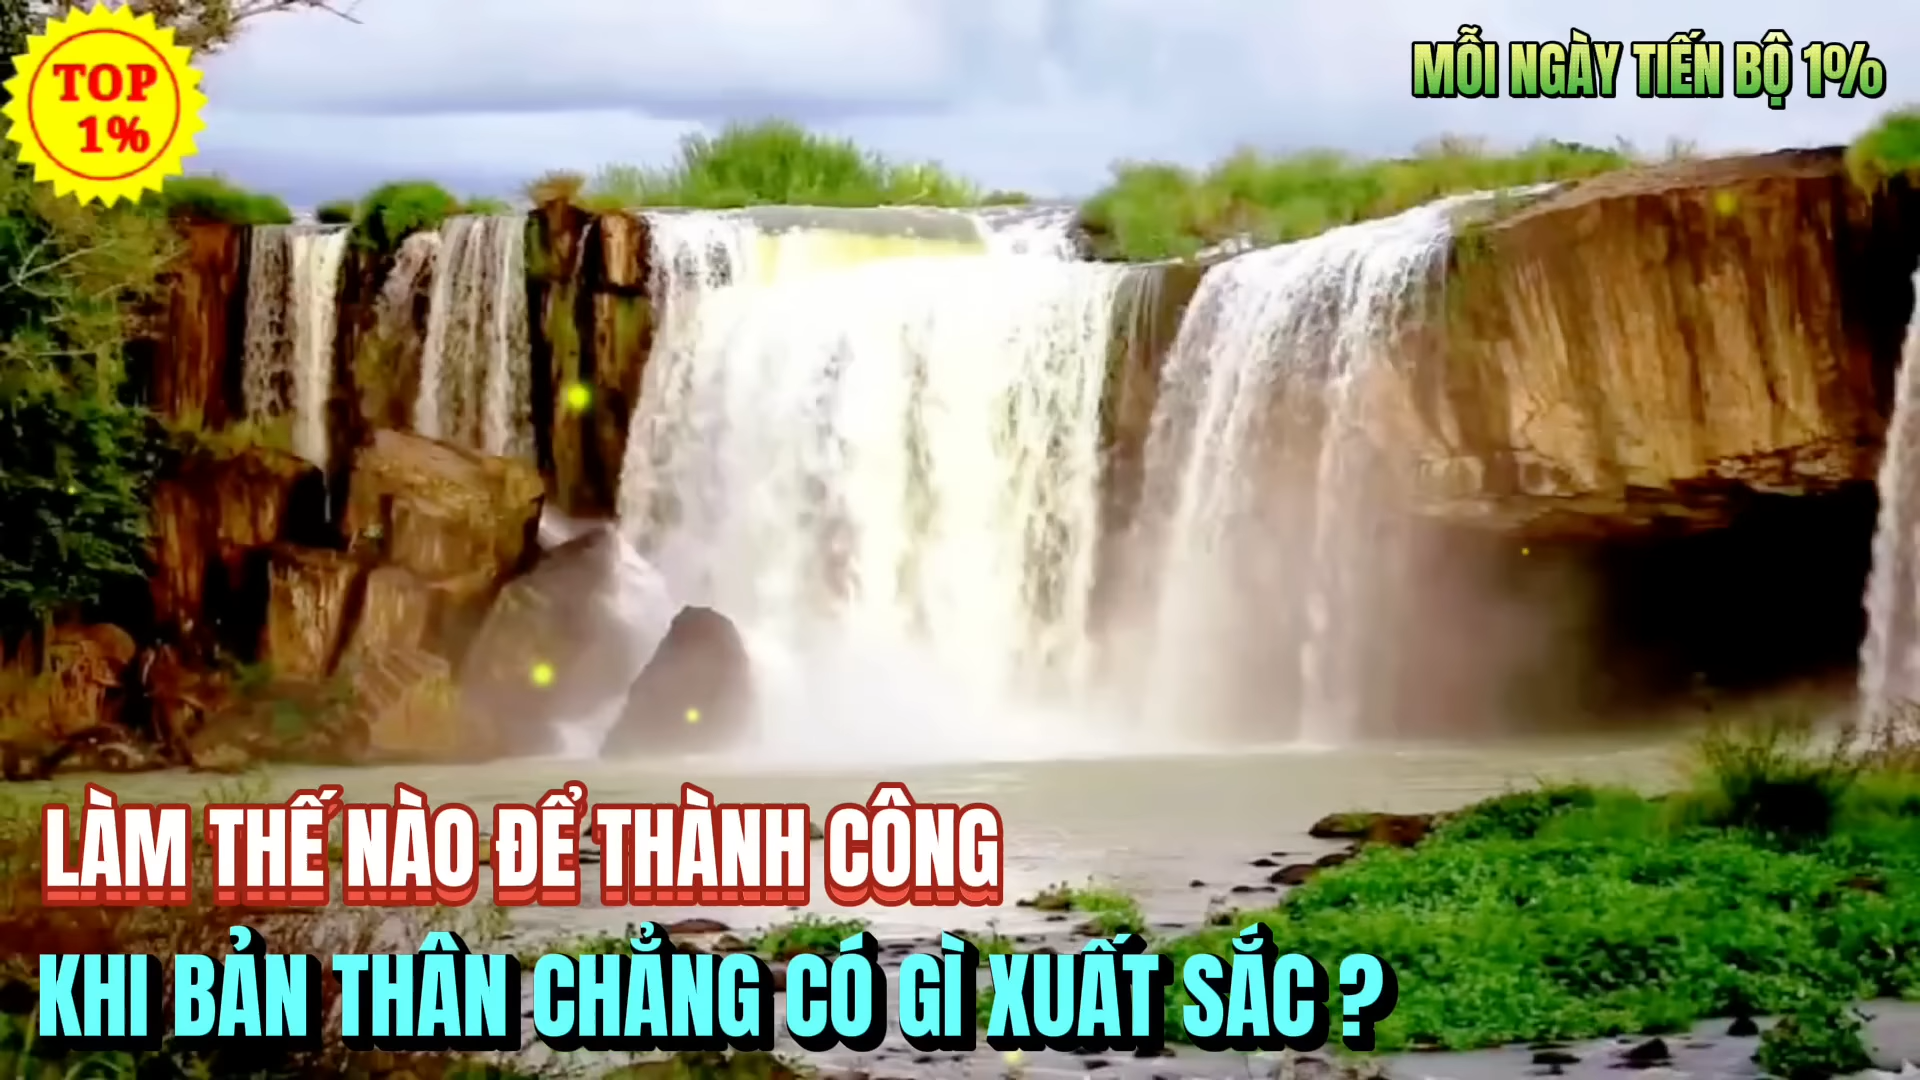 TOP
1%
MỖI NGÀY TIẾN BỘ 1%
LÀM THẾ NÀO ĐỂ THÀNH CÔNG
KHI BẢN THÂN CHẲNG CÓ GÌ XUẤT SẮC ?